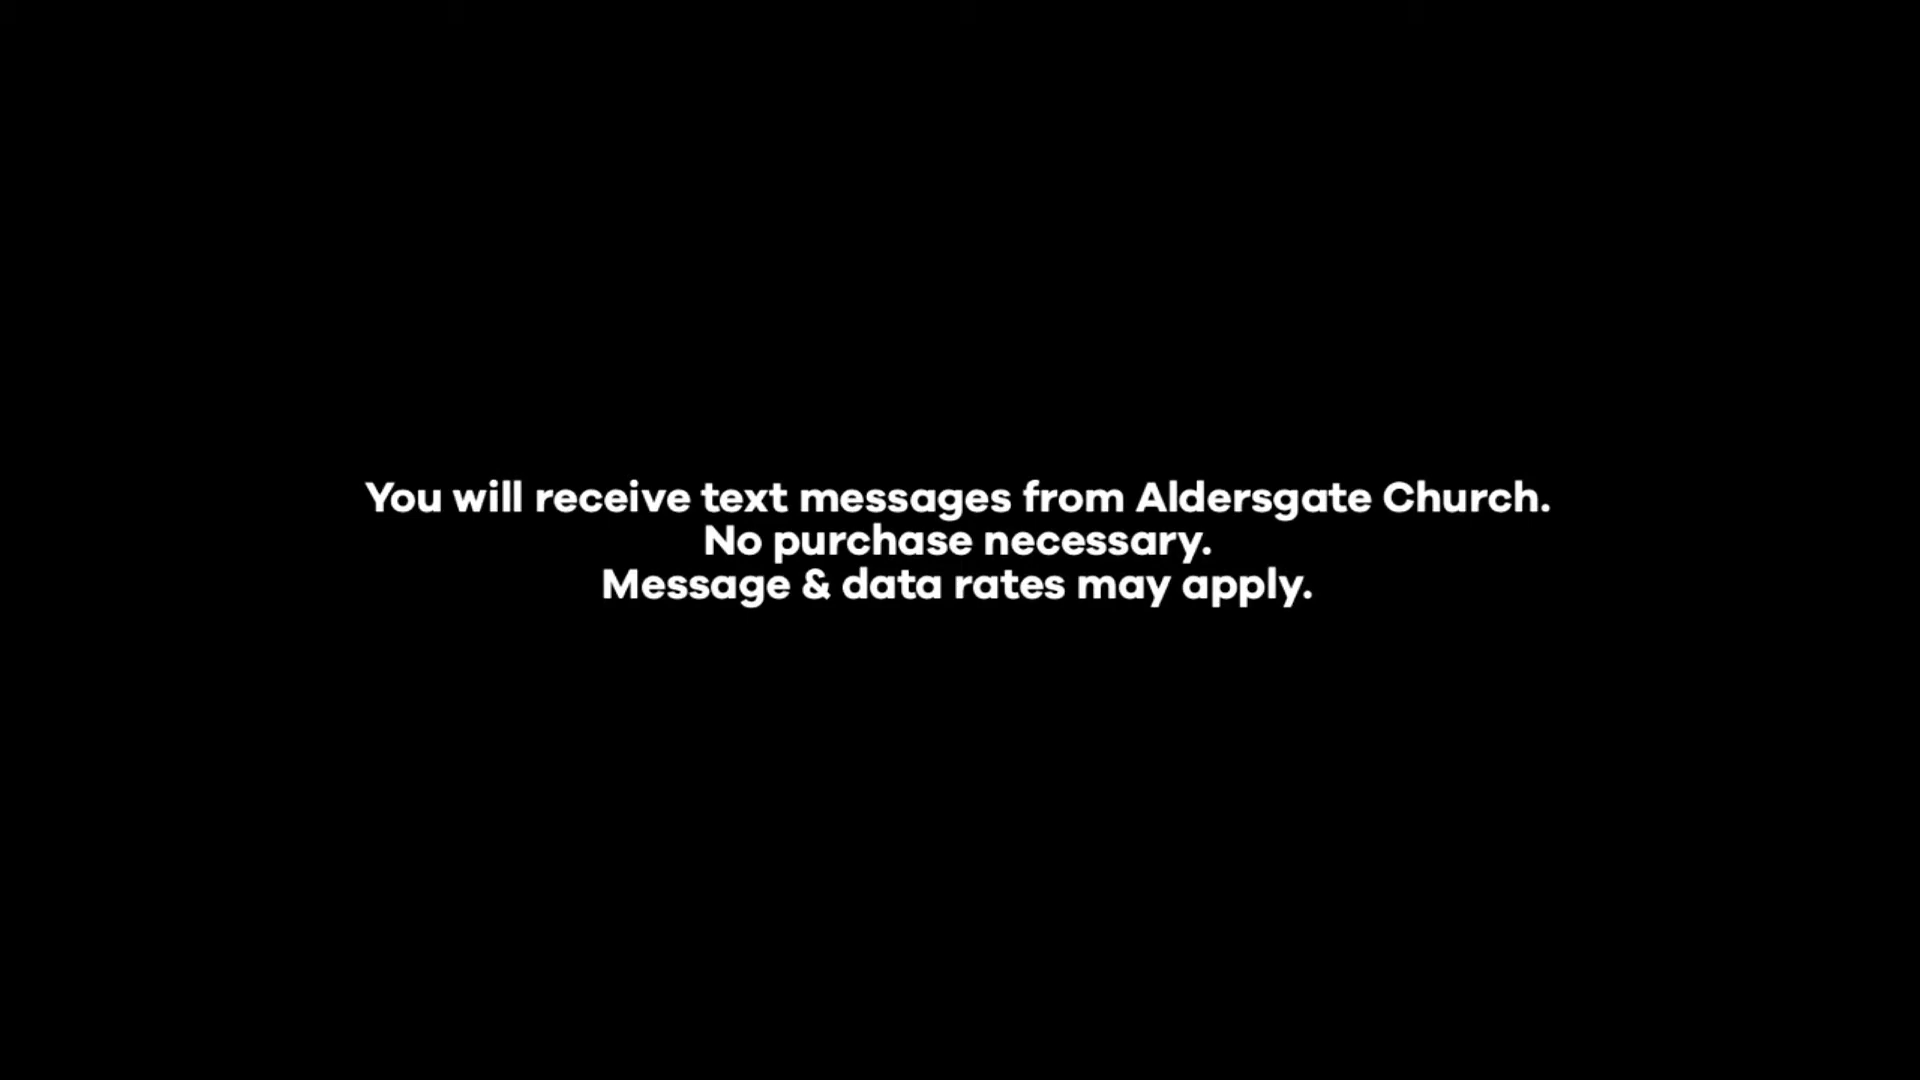 You will receive text messages from Aldersgate Church.
No purchase necessary.
Message & data rates may apply.